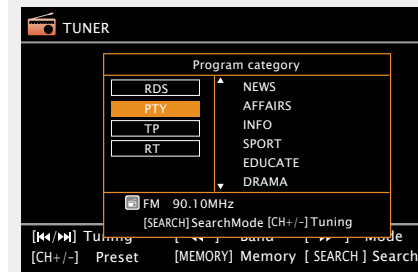 TUNER
Program category
RDS
PTY
TP
RT
NEWS
AFFAIRS
INFO
SPORT
EDUCATE
DRAMA
FM 90.10MHz
[SEARCH] SearchMode [CH+/-] Tuning
[⏮/⏭] Tuning [ ◀◀ ] Band [ ▶▶ ] Mode
[CH+/-] Preset [MEMORY] Memory [ SEARCH ] Search